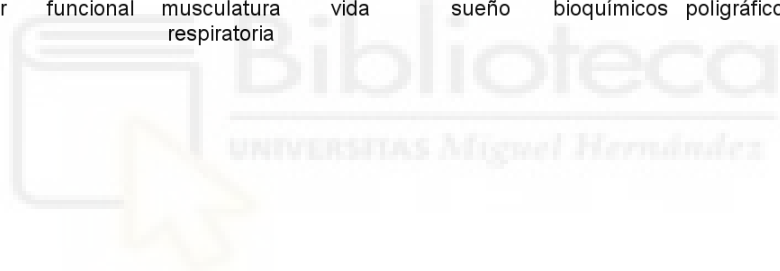 r funcional musculatura vida sueño bioquímicos poligráfico
respiratoria
Biblioteca
UNIVERSITAS Miguel Hernández